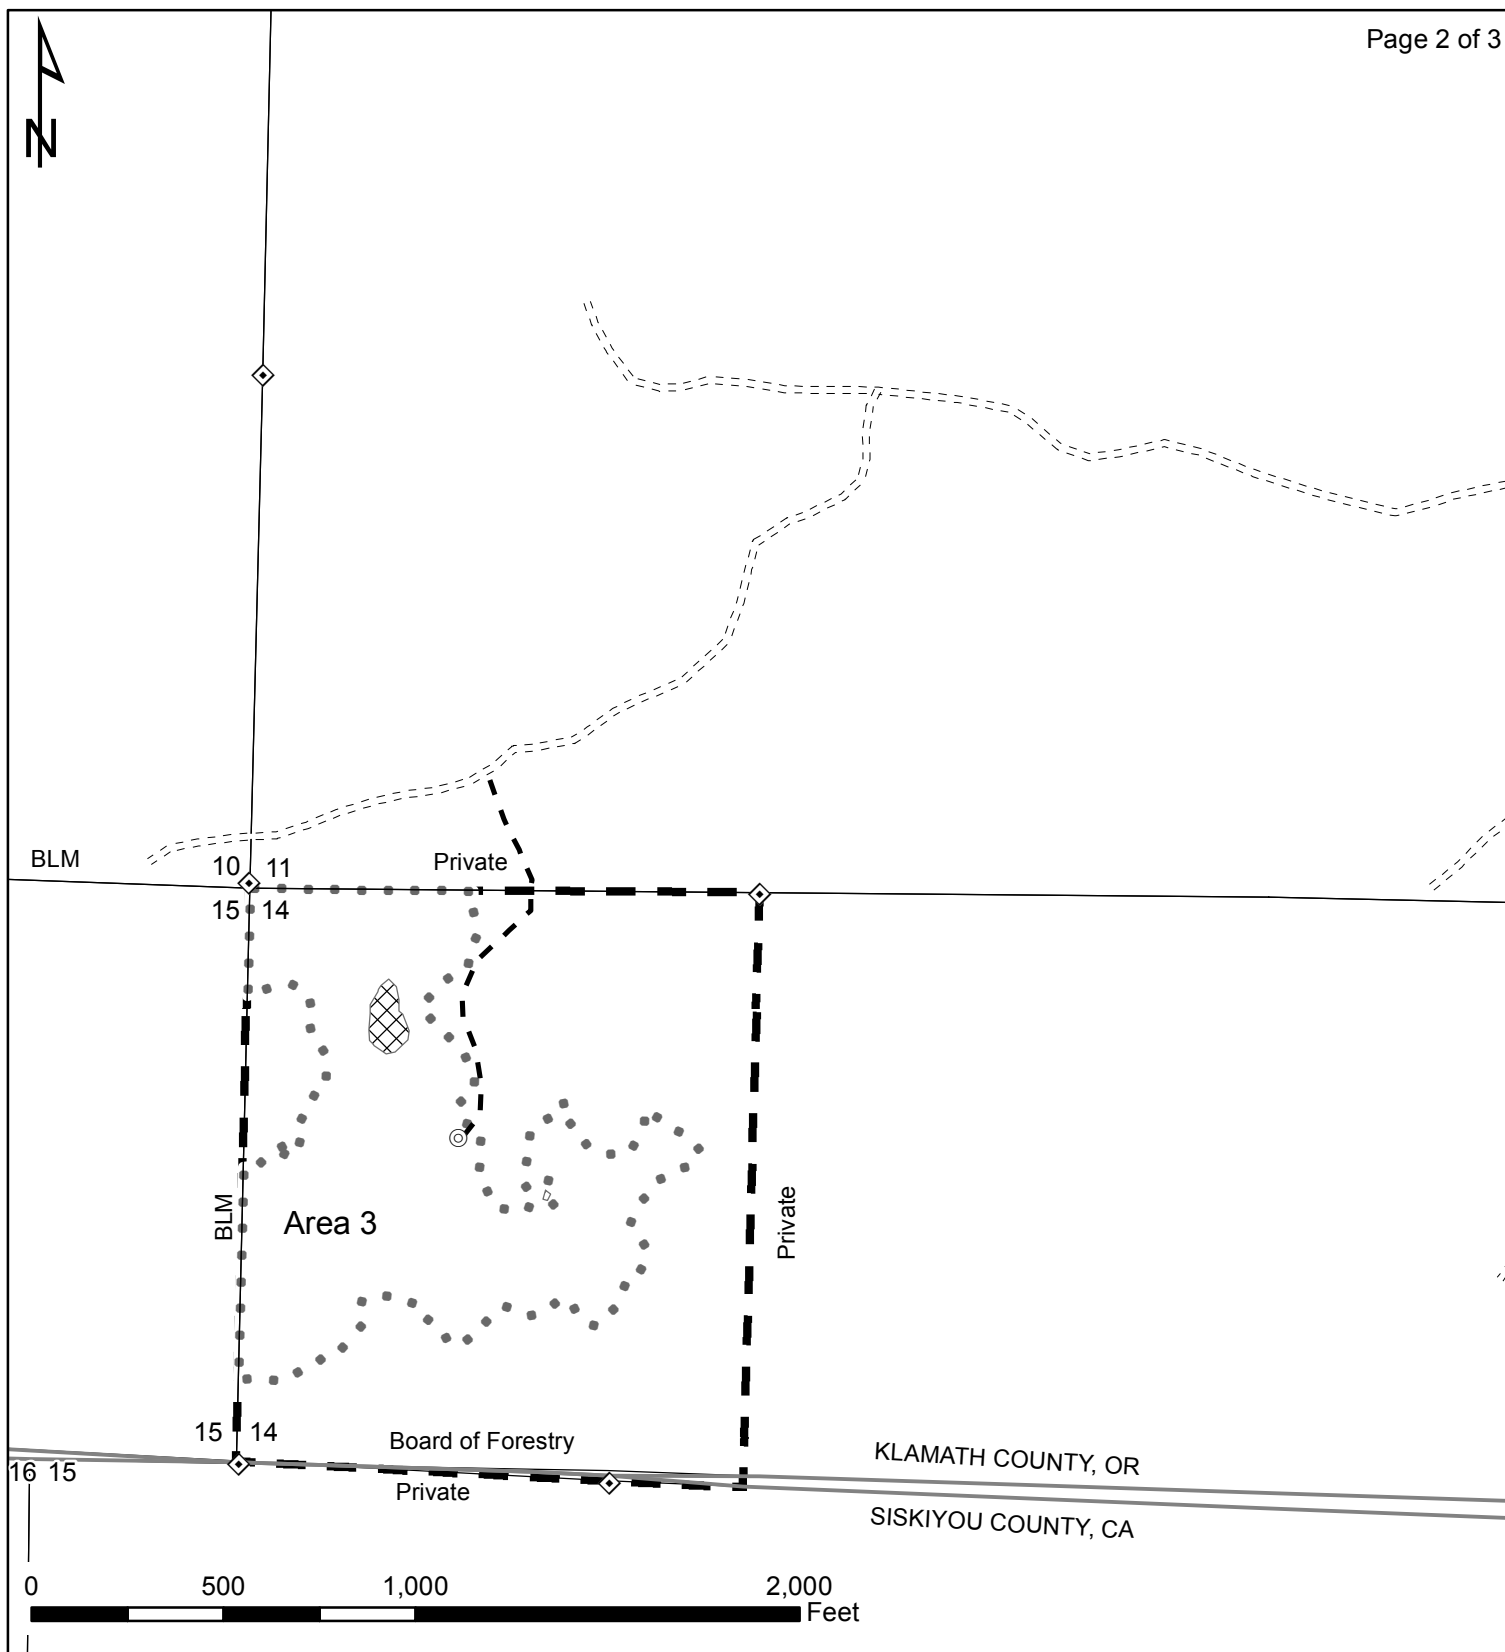 Page 2 of 3
N
BLM
10 11
Private
15 14
BLM
Area 3
Private
15 14
Board of Forestry
KLAMATH COUNTY, OR
16 15
Private
SISKIYOU COUNTY, CA
0 500 1,000 2,000
Feet